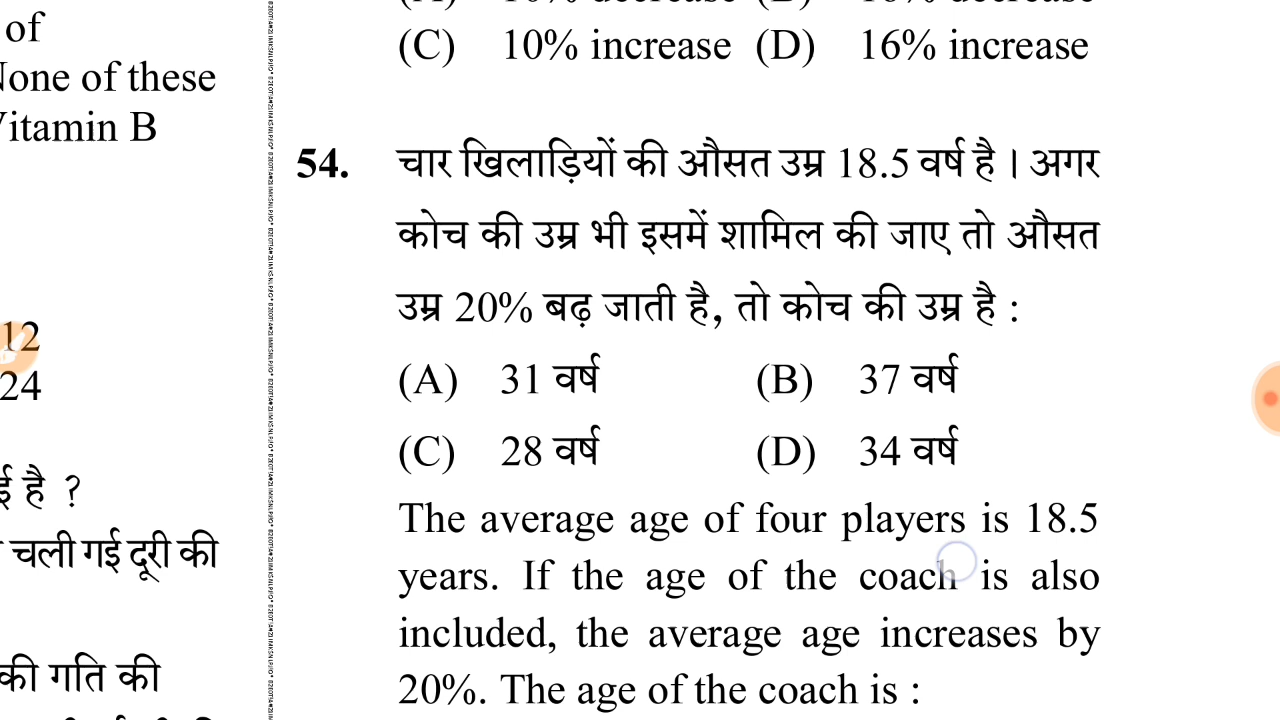 of
None of these
Vitamin B
12
24
ई है ?
चली गई दूरी की
की गति की
(C) 10% increase (D) 16% increase
54. चार खिलाड़ियों की औसत उम्र 18.5 वर्ष है । अगर
कोच की उम्र भी इसमें शामिल की जाए तो औसत
उम्र 20% बढ़ जाती है, तो कोच की उम्र है :
(A) 31 वर्ष (B) 37 वर्ष
(C) 28 वर्ष (D) 34 वर्ष
The average age of four players is 18.5
years. If the age of the coach is also
included, the average age increases by
20%. The age of the coach is :